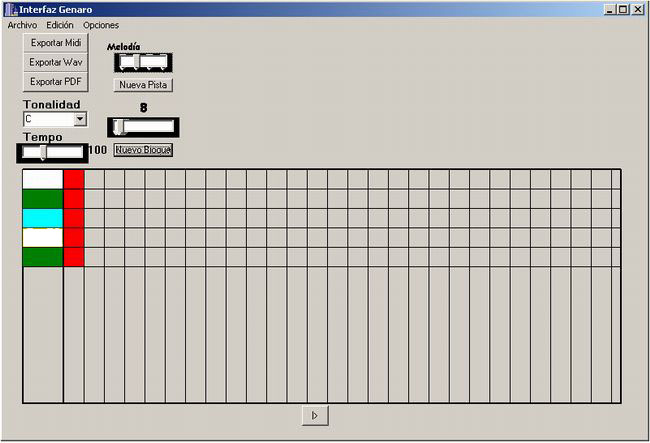 Interfaz Genaro
Archivo Edición Opciones
Exportar Midi
Exportar Wav
Exportar PDF
Melodía
Nueva Pista
Tonalidad
C
8
Tempo
100
Nuevo Bloque